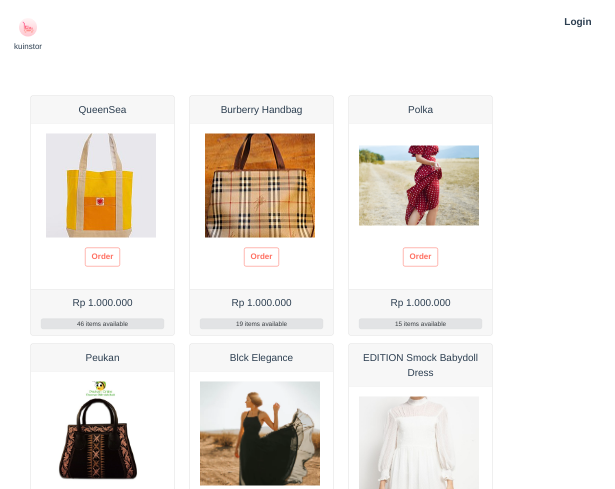 Login
kuinstor
QueenSea
Burberry Handbag
Polka
Order
Order
Order
Rp 1.000.000
Rp 1.000.000
Rp 1.000.000
46 items available
19 items available
15 items available
Peukan
Blck Elegance
EDITION Smock Babydoll
Dress